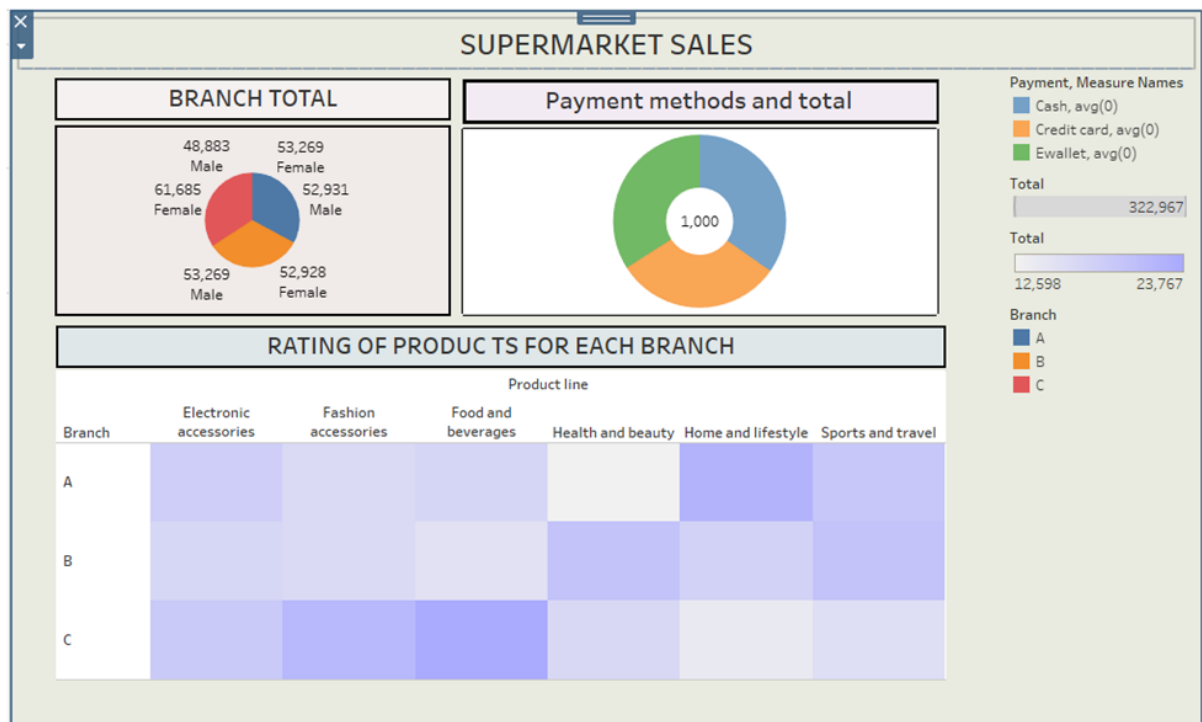 SUPERMARKET SALES
BRANCH TOTAL
48,883
Male
53,269
Female
61,685
Female
52,931
Male
53,269
Male
52,928
Female
Payment methods and total
1,000
Payment, Measure Names
Cash, avg(0)
Credit card, avg(0)
Ewallet, avg(0)
Total
322,967
Total
12,598 23,767
Branch
A
B
C
RATING OF PRODUC TS FOR EACH BRANCH
Product line
Branch
Electronic
accessories
Fashion
accessories
Food and
beverages
Health and beauty
Home and lifestyle
Sports and travel
A
B
C